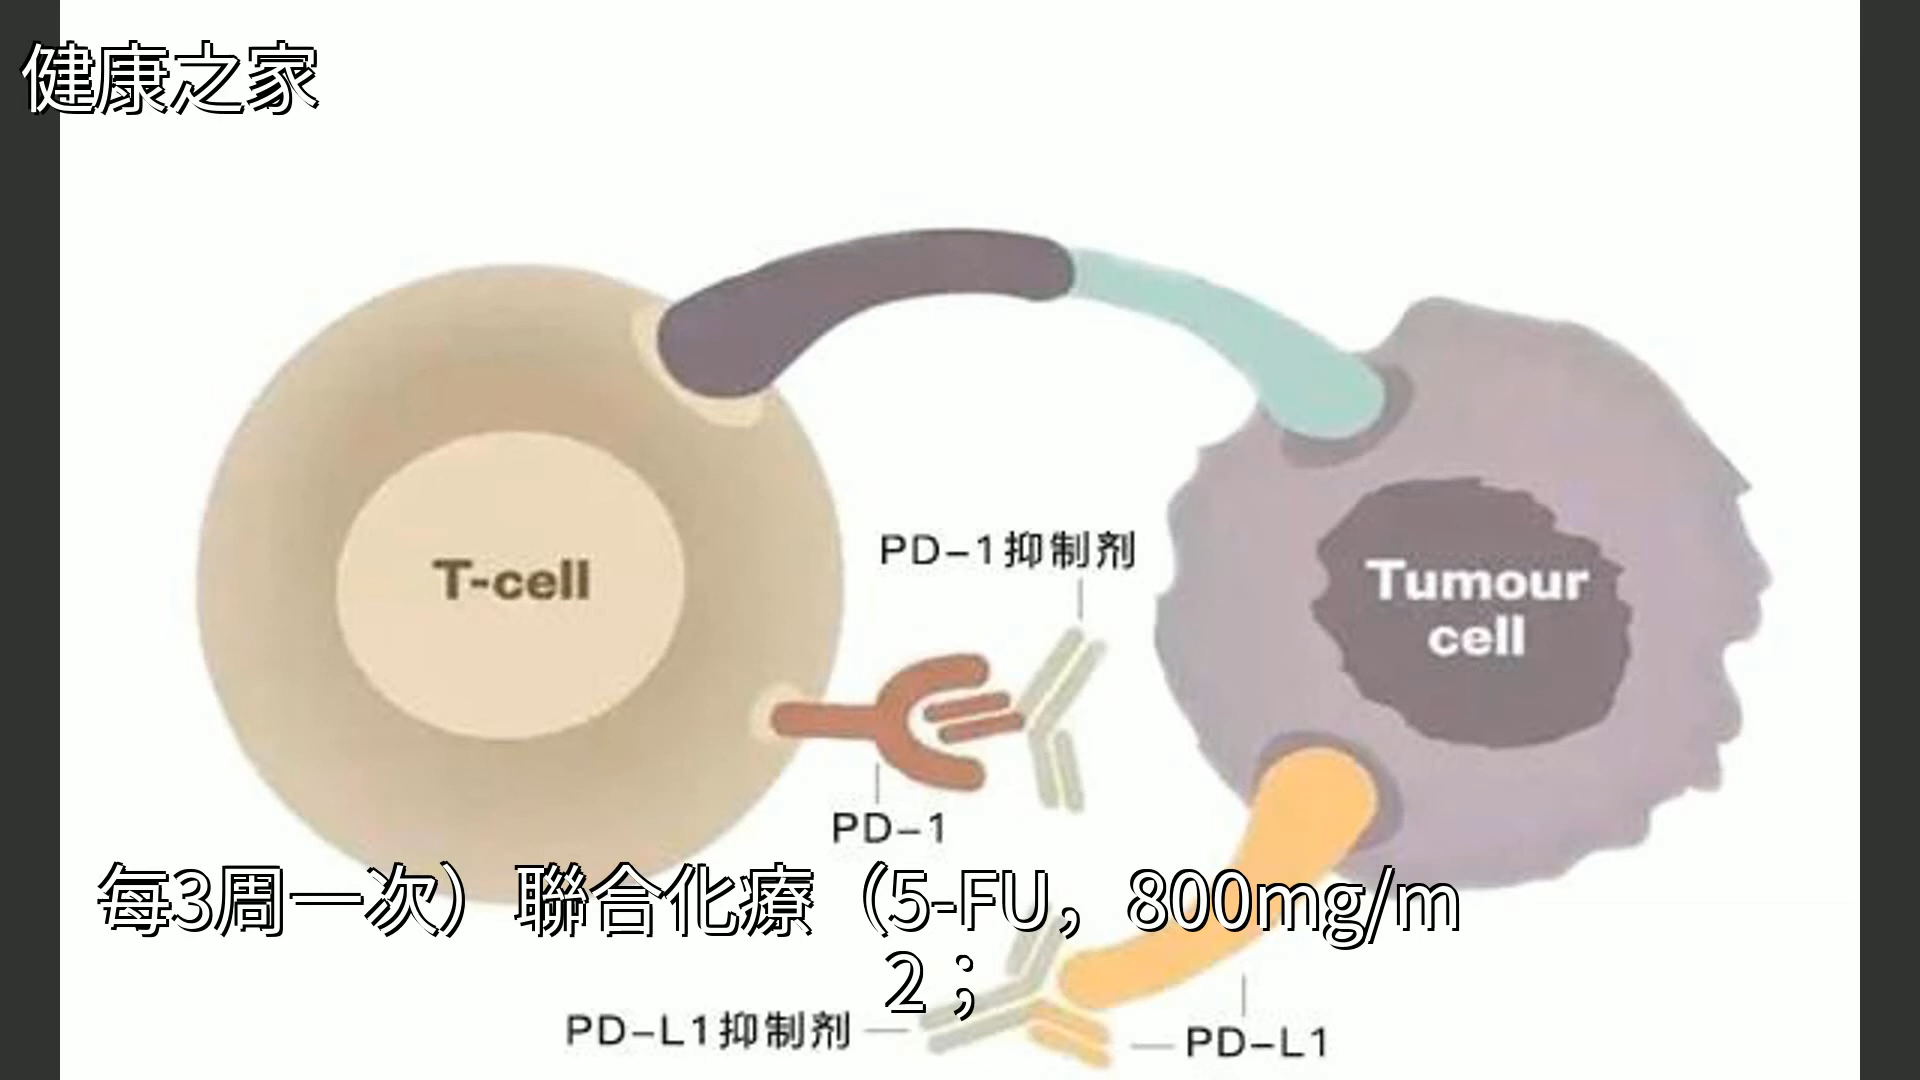 健康之家
T-cell
PD-1抑制剂
Tumour
cell
PD-1
每3周一次）聯合化療（5-FU，800mg/m
2；
PD-L1抑制剂
PD-L1